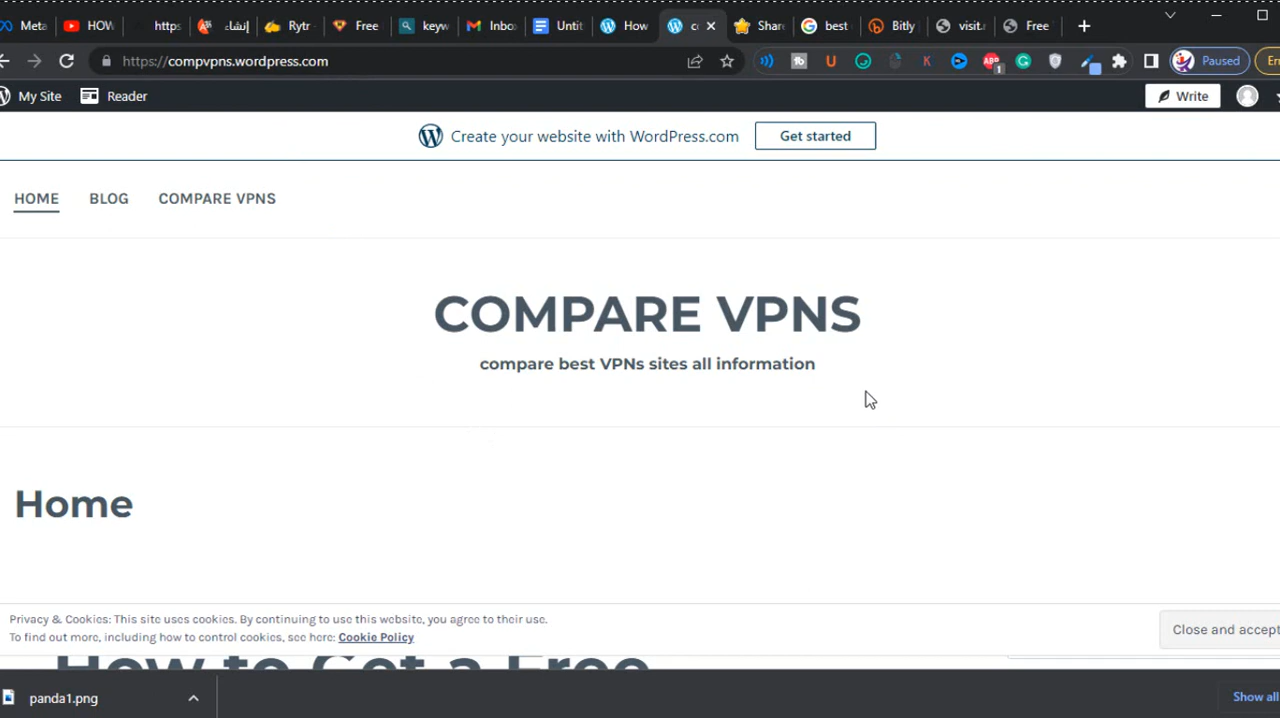 Meta
HOW
https
إنشاء
Rytr
Free
keyw
Inbo
Unti
How
Share
best
Bitly
visit.
Free
https://compvpns.wordpress.com
ABP
1
Paused
My Site
Reader
Write
Create your website with WordPress.com
Get started
HOME
BLOG
COMPARE VPNS
COMPARE VPNS
compare best VPNs sites all information
Home
Privacy & Cookies: This site uses cookies. By continuing to use this website, you agree to their use.
To find out more, including how to control cookies, see here: Cookie Policy
Close and accept
How to Get a Free
panda1.png
Show all